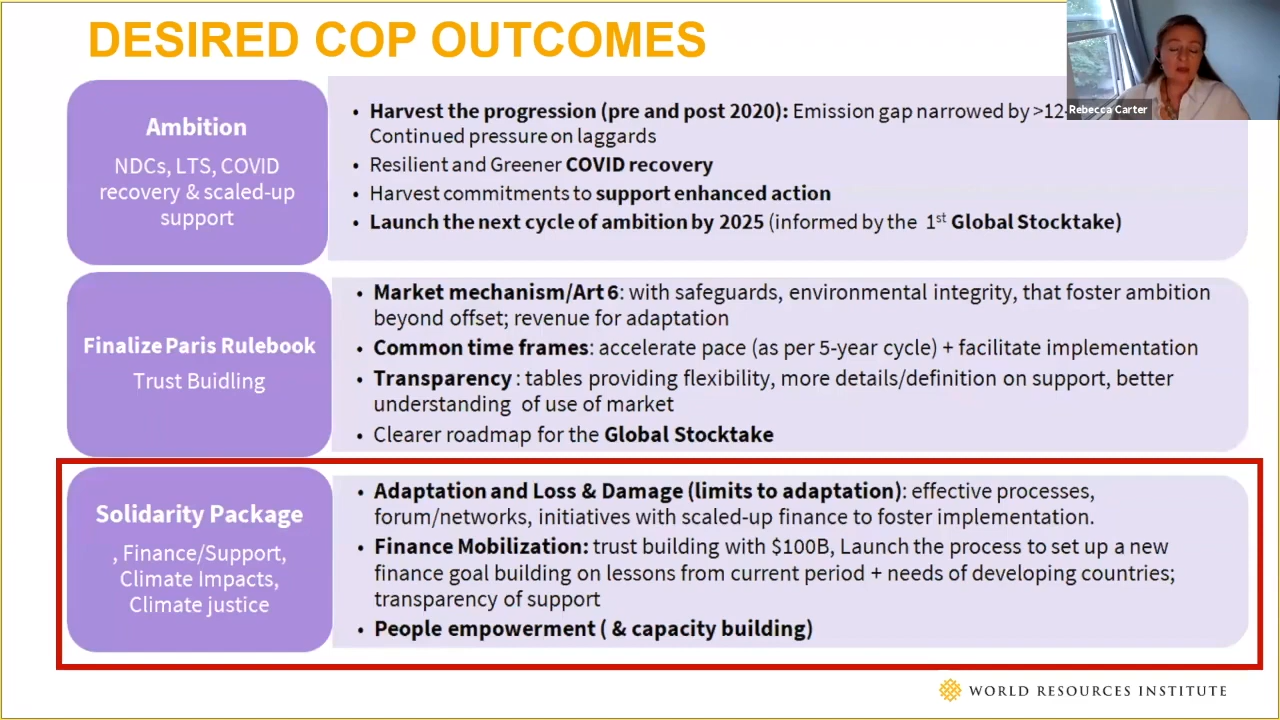 DESIRED COP OUTCOMES
Rebecca Carter
Ambition
NDCs, LTS, COVID
recovery & scaled-up
support
• Harvest the progression (pre and post 2020): Emission gap narrowed by >12-
Continued pressure on laggards
• Resilient and Greener COVID recovery
• Harvest commitments to support enhanced action
• Launch the next cycle of ambition by 2025 (informed by the 1st Global Stocktake)
Finalize Paris Rulebook
Trust Buidling
• Market mechanism/Art 6: with safeguards, environmental integrity, that foster ambition
beyond offset; revenue for adaptation
• Common time frames: accelerate pace (as per 5-year cycle) + facilitate implementation
• Transparency : tables providing flexibility, more details/definition on support, better
understanding of use of market
• Clearer roadmap for the Global Stocktake
Solidarity Package
, Finance/Support,
Climate Impacts,
Climate justice
• Adaptation and Loss & Damage (limits to adaptation): effective processes,
forum/networks, initiatives with scaled-up finance to foster implementation.
• Finance Mobilization: trust building with $100B, Launch the process to set up a new
finance goal building on lessons from current period + needs of developing countries;
transparency of support
• People empowerment ( & capacity building)
WORLD RESOURCES INSTITUTE